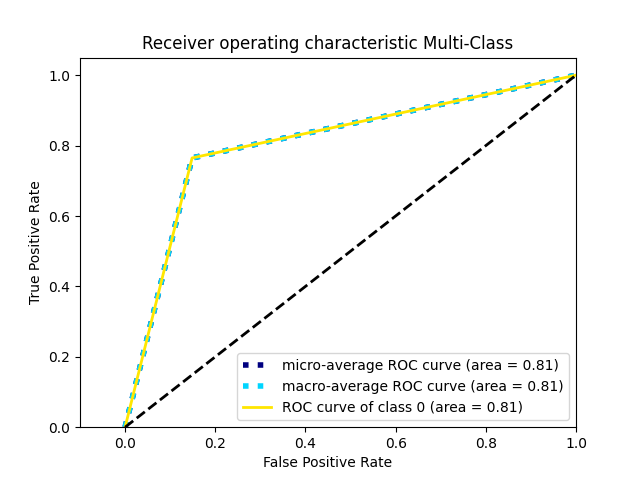 Receiver operating characteristic Multi-Class
1.0
0.8
0.6
0.4
0.2
0.0
True Positive Rate
micro-average ROC curve (area = 0.81)
macro-average ROC curve (area = 0.81)
ROC curve of class 0 (area = 0.81)
0.0 0.2 0.4 0.6 0.8 1.0
False Positive Rate